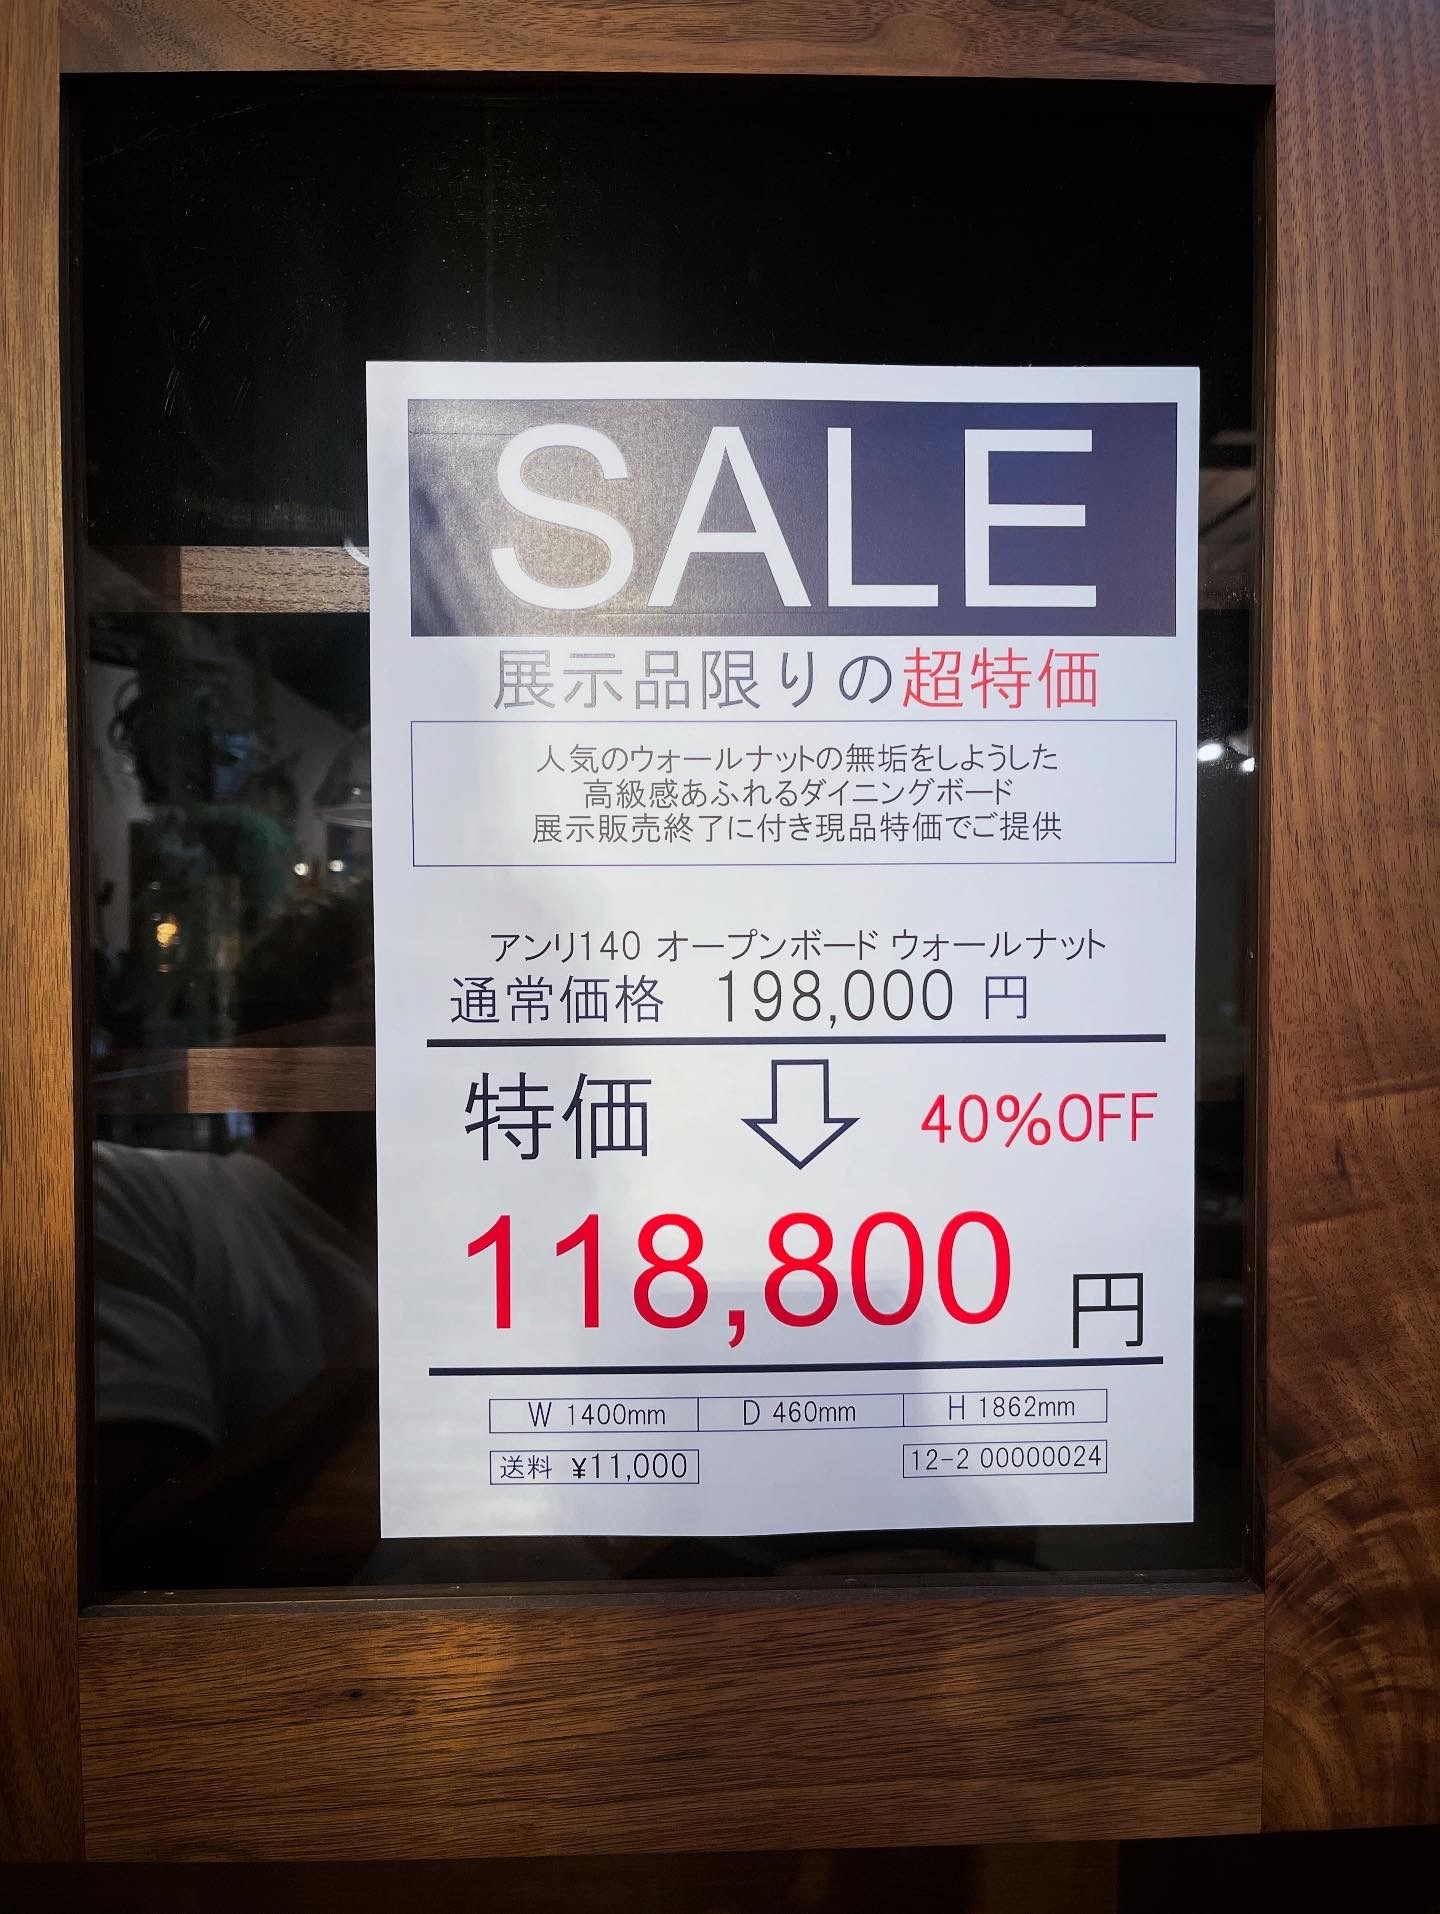 SALE
展示品限りの超特価
人気のウォールナットの無垢をしようした
高級感あふれるダイニングボード
展示販売終了に付き現品特価でご提供
アンリ140 オープンボード ウォールナット
通常価格 198,000 円
特価 40%OFF
118,800 円
W 1400mm D 460mm H 1862mm
送料 ¥11,000 12-2 00000024